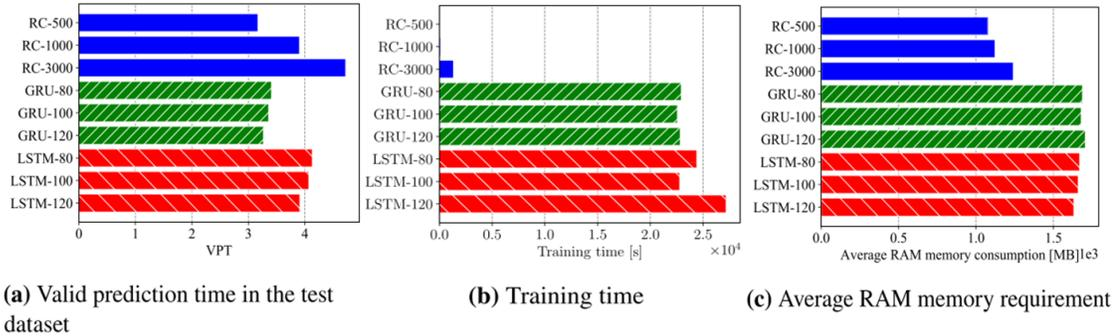 RC-500
RC-1000
RC-3000
GRU-80
GRU-100
GRU-120
LSTM-80
LSTM-100
LSTM-120
0 1 2 3 4
VPT
(a) Valid prediction time in the test
dataset
RC-500
RC-1000
RC-3000
GRU-80
GRU-100
GRU-120
LSTM-80
LSTM-100
LSTM-120
0.0 0.5 1.0 1.5 2.0 2.5
Training time [s] ×10⁴
(b) Training time
RC-500
RC-1000
RC-3000
GRU-80
GRU-100
GRU-120
LSTM-80
LSTM-100
LSTM-120
0.0 0.5 1.0 1.5
Average RAM memory consumption [MB]1e3
(c) Average RAM memory requirement